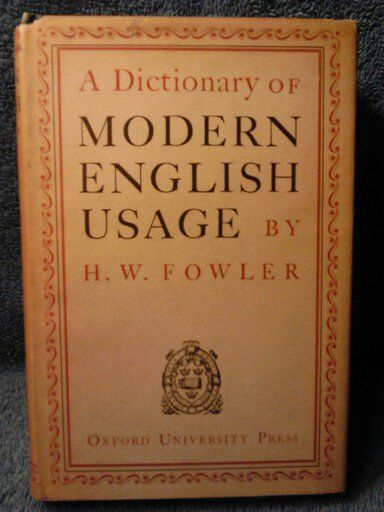 A Dictionary of
MODERN
ENGLISH
USAGE BY
H. W. FOWLER
OXFORD UNIVERSITY PRESS